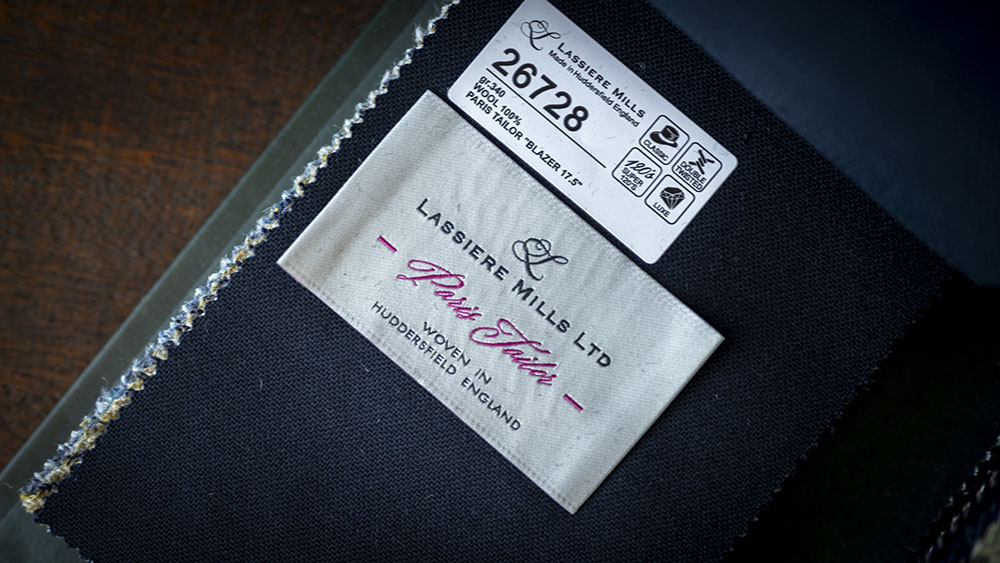 LASSIERE MILLS
Made in Huddersfield England
26728
gr.340
WOOL 100%
PARIS TAILOR "BLAZER 17.5"
CLASSIC
DOUBLE
TWISTED
120's
SUPER
120'S
LUXE
LASSIERE MILLS LTD
Paris Tailor
WOVEN IN
HUDDERSFIELD ENGLAND